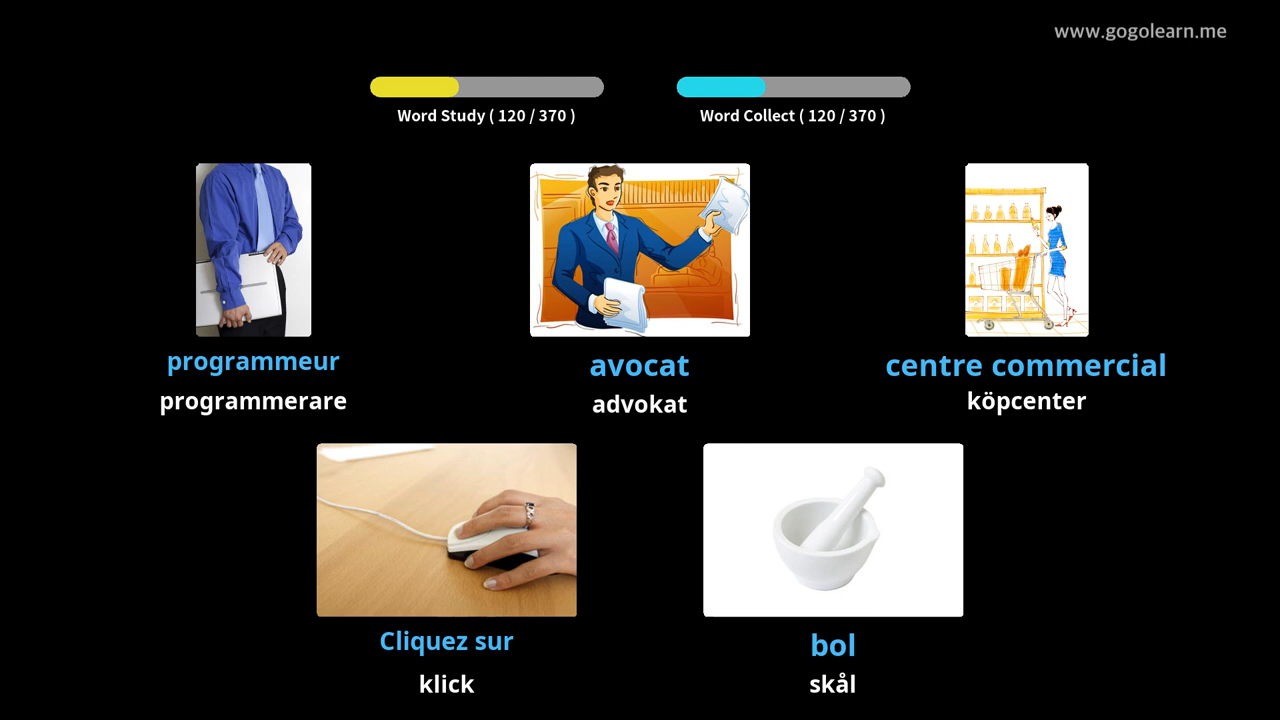 www.gogolearn.me
Word Study ( 120 / 370 )
Word Collect ( 120 / 370 )
programmeur
programmerare
avocat
advokat
centre commercial
köpcenter
Cliquez sur
klick
bol
skål